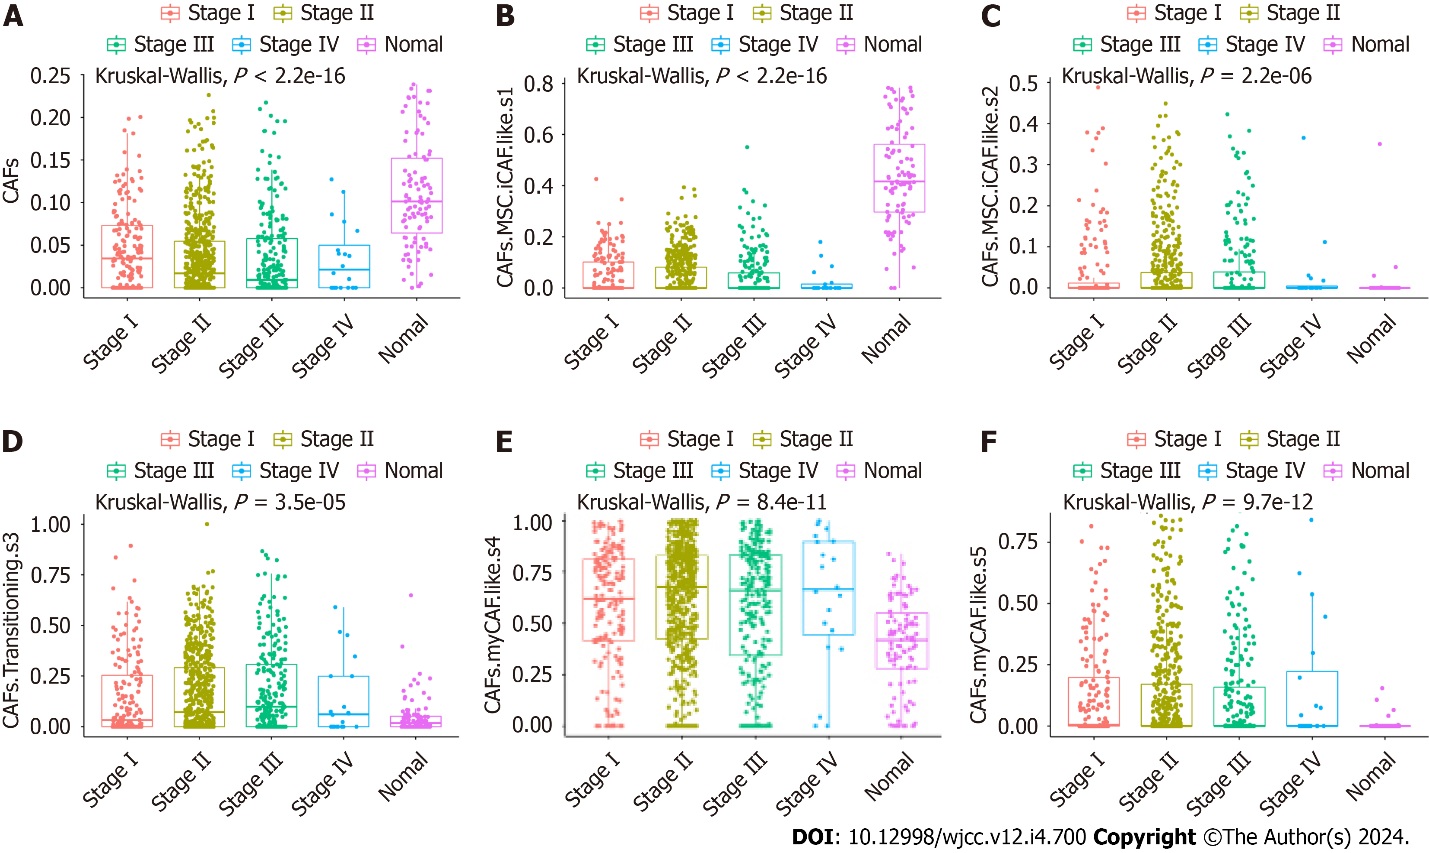 A
Stage I Stage II
Stage III Stage IV Nomal
Kruskal-Wallis, P < 2.2e-16
CAFs
0.25
0.20
0.15
0.10
0.05
0.00
Stage I Stage II Stage III Stage IV Nomal
B
Stage I Stage II
Stage III Stage IV Nomal
Kruskal-Wallis, P < 2.2e-16
CAFs.MSC.iCAF.like.s1
0.8
0.6
0.4
0.2
0.0
Stage I Stage II Stage III Stage IV Nomal
C
Stage I Stage II
Stage III Stage IV Nomal
Kruskal-Wallis, P = 2.2e-06
CAFs.MSC.iCAF.like.s2
0.5
0.4
0.3
0.2
0.1
0.0
Stage I Stage II Stage III Stage IV Nomal
D
Stage I Stage II
Stage III Stage IV Nomal
Kruskal-Wallis, P = 3.5e-05
CAFs.Transitioning.s3
1.00
0.75
0.50
0.25
0.00
Stage I Stage II Stage III Stage IV Nomal
E
Stage I Stage II
Stage III Stage IV Nomal
Kruskal-Wallis, P = 8.4e-11
CAFs.myCAF.like.s4
1.00
0.75
0.50
0.25
0.00
Stage I Stage II Stage III Stage IV Nomal
F
Stage I Stage II
Stage III Stage IV Nomal
Kruskal-Wallis, P = 9.7e-12
CAFs.myCAF.like.s5
0.75
0.50
0.25
0.00
Stage I Stage II Stage III Stage IV Nomal
DOI: 10.12998/wjcc.v12.i4.700 Copyright ©The Author(s) 2024.